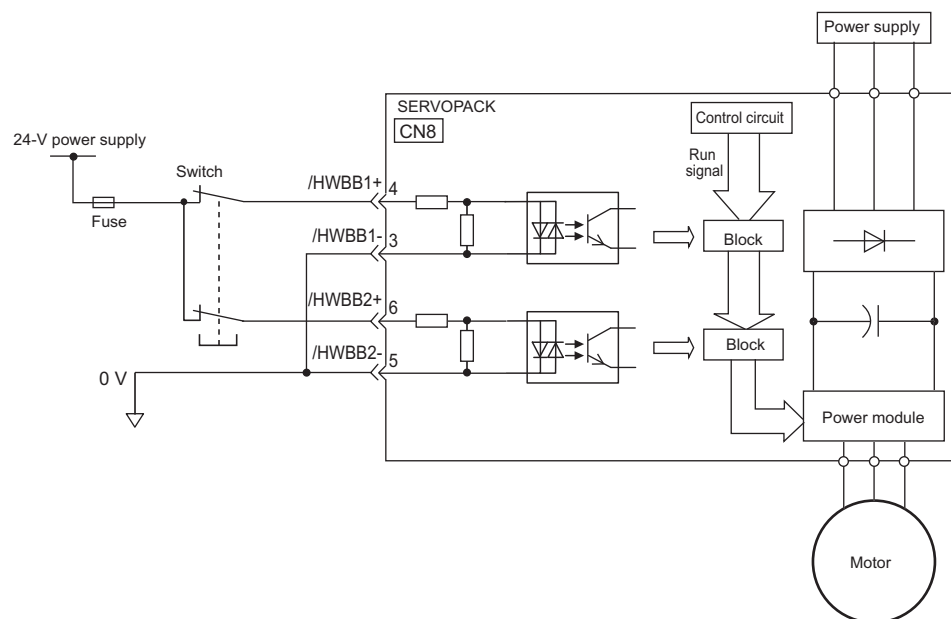 Power supply
SERVOPACK
CN8
Control circuit
24-V power supply
Run
signal
Switch
/HWBB1+
4
Fuse
/HWBB1-
3
Block
/HWBB2+
6
Block
/HWBB2-
5
0 V
Power module
Motor